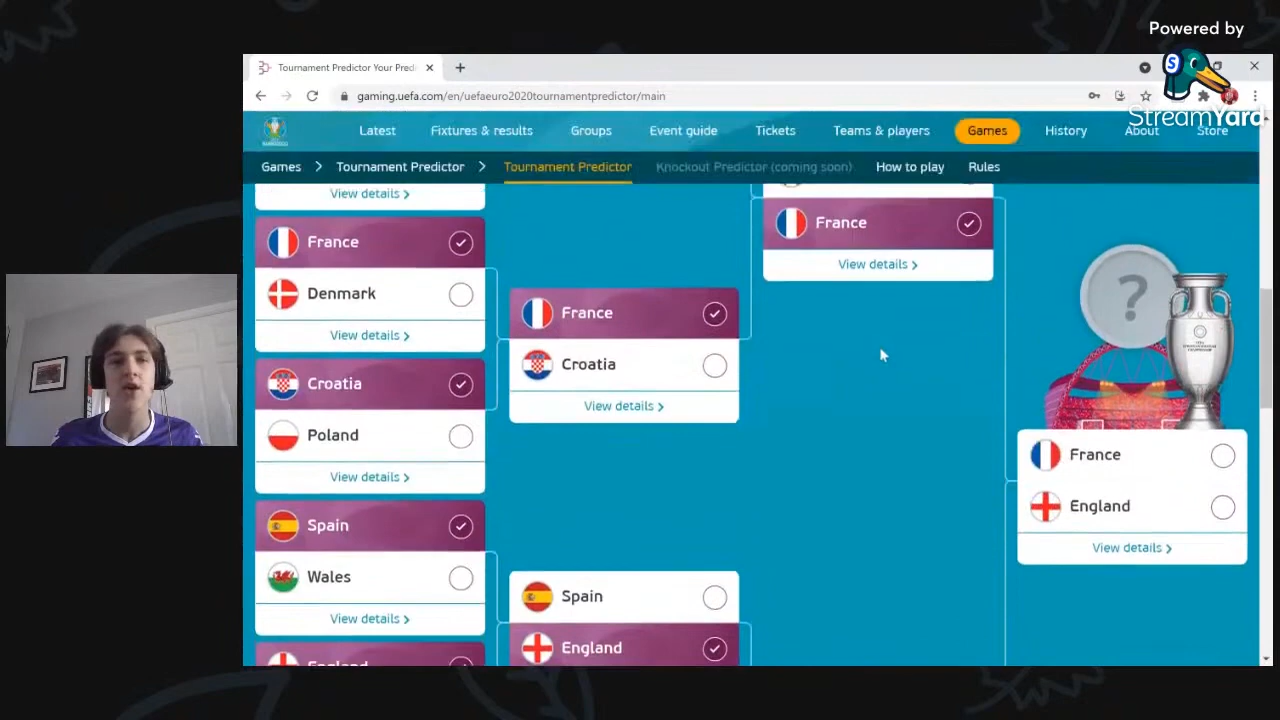 Powered by
StreamYard
Tournament Predictor Your Pred
gaming.uefa.com/en/uefaeuro2020tournamentpredictor/main
Latest Fixtures & results Groups Event guide Tickets Teams & players Games History About Store
Games Tournament Predictor Tournament Predictor Knockout Predictor (coming soon) How to play Rules
View details
France
Denmark
View details
Croatia
Poland
View details
Spain
Wales
View details
England
France
Croatia
View details
Spain
England
France
View details
France
England
View details